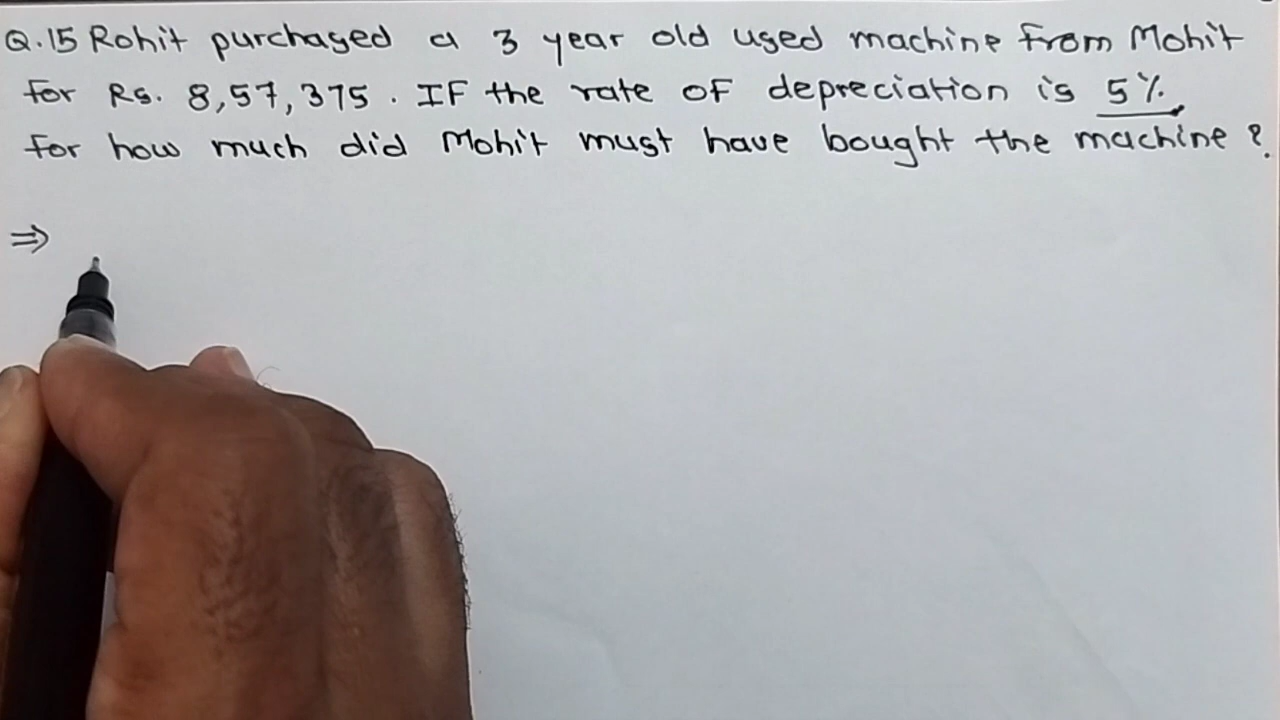 Q.15 Rohit purchased a 3 year old used machine from Mohit
for Rs. 8,57,375. IF the rate of depreciation is 5%.
For how much did Mohit must have bought the machine ?
⇒